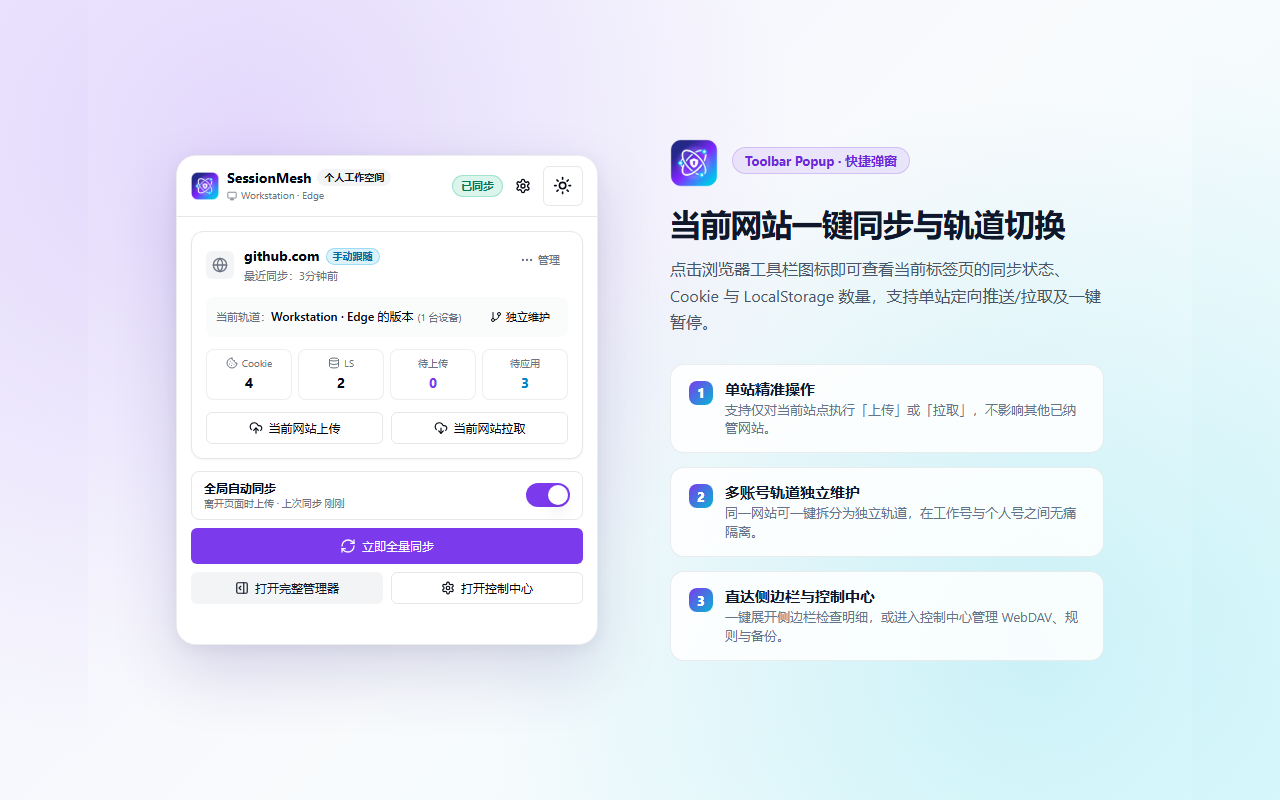 SessionMesh 个人工作空间
Workstation · Edge
已同步
github.com 手动跟随
最近同步：3分钟前
··· 管理
当前轨道：Workstation · Edge 的版本 (1 台设备) 独立维护
Cookie
4
LS
2
待上传
0
待应用
3
当前网站上传
当前网站拉取
全局自动同步
离开页面时上传 · 上次同步 刚刚
立即全量同步
打开完整管理器
打开控制中心
Toolbar Popup · 快捷弹窗
当前网站一键同步与轨道切换
点击浏览器工具栏图标即可查看当前标签页的同步状态、
Cookie 与 LocalStorage 数量，支持单站定向推送/拉取及一键
暂停。
1 单站精准操作
支持仅对当前站点执行「上传」或「拉取」，不影响其他已纳
管网站。
2 多账号轨道独立维护
同一网站可一键拆分为独立轨道，在工作号与个人号之间无痛
隔离。
3 直达侧边栏与控制中心
一键展开侧边栏检查明细，或进入控制中心管理 WebDAV、规
则与备份。